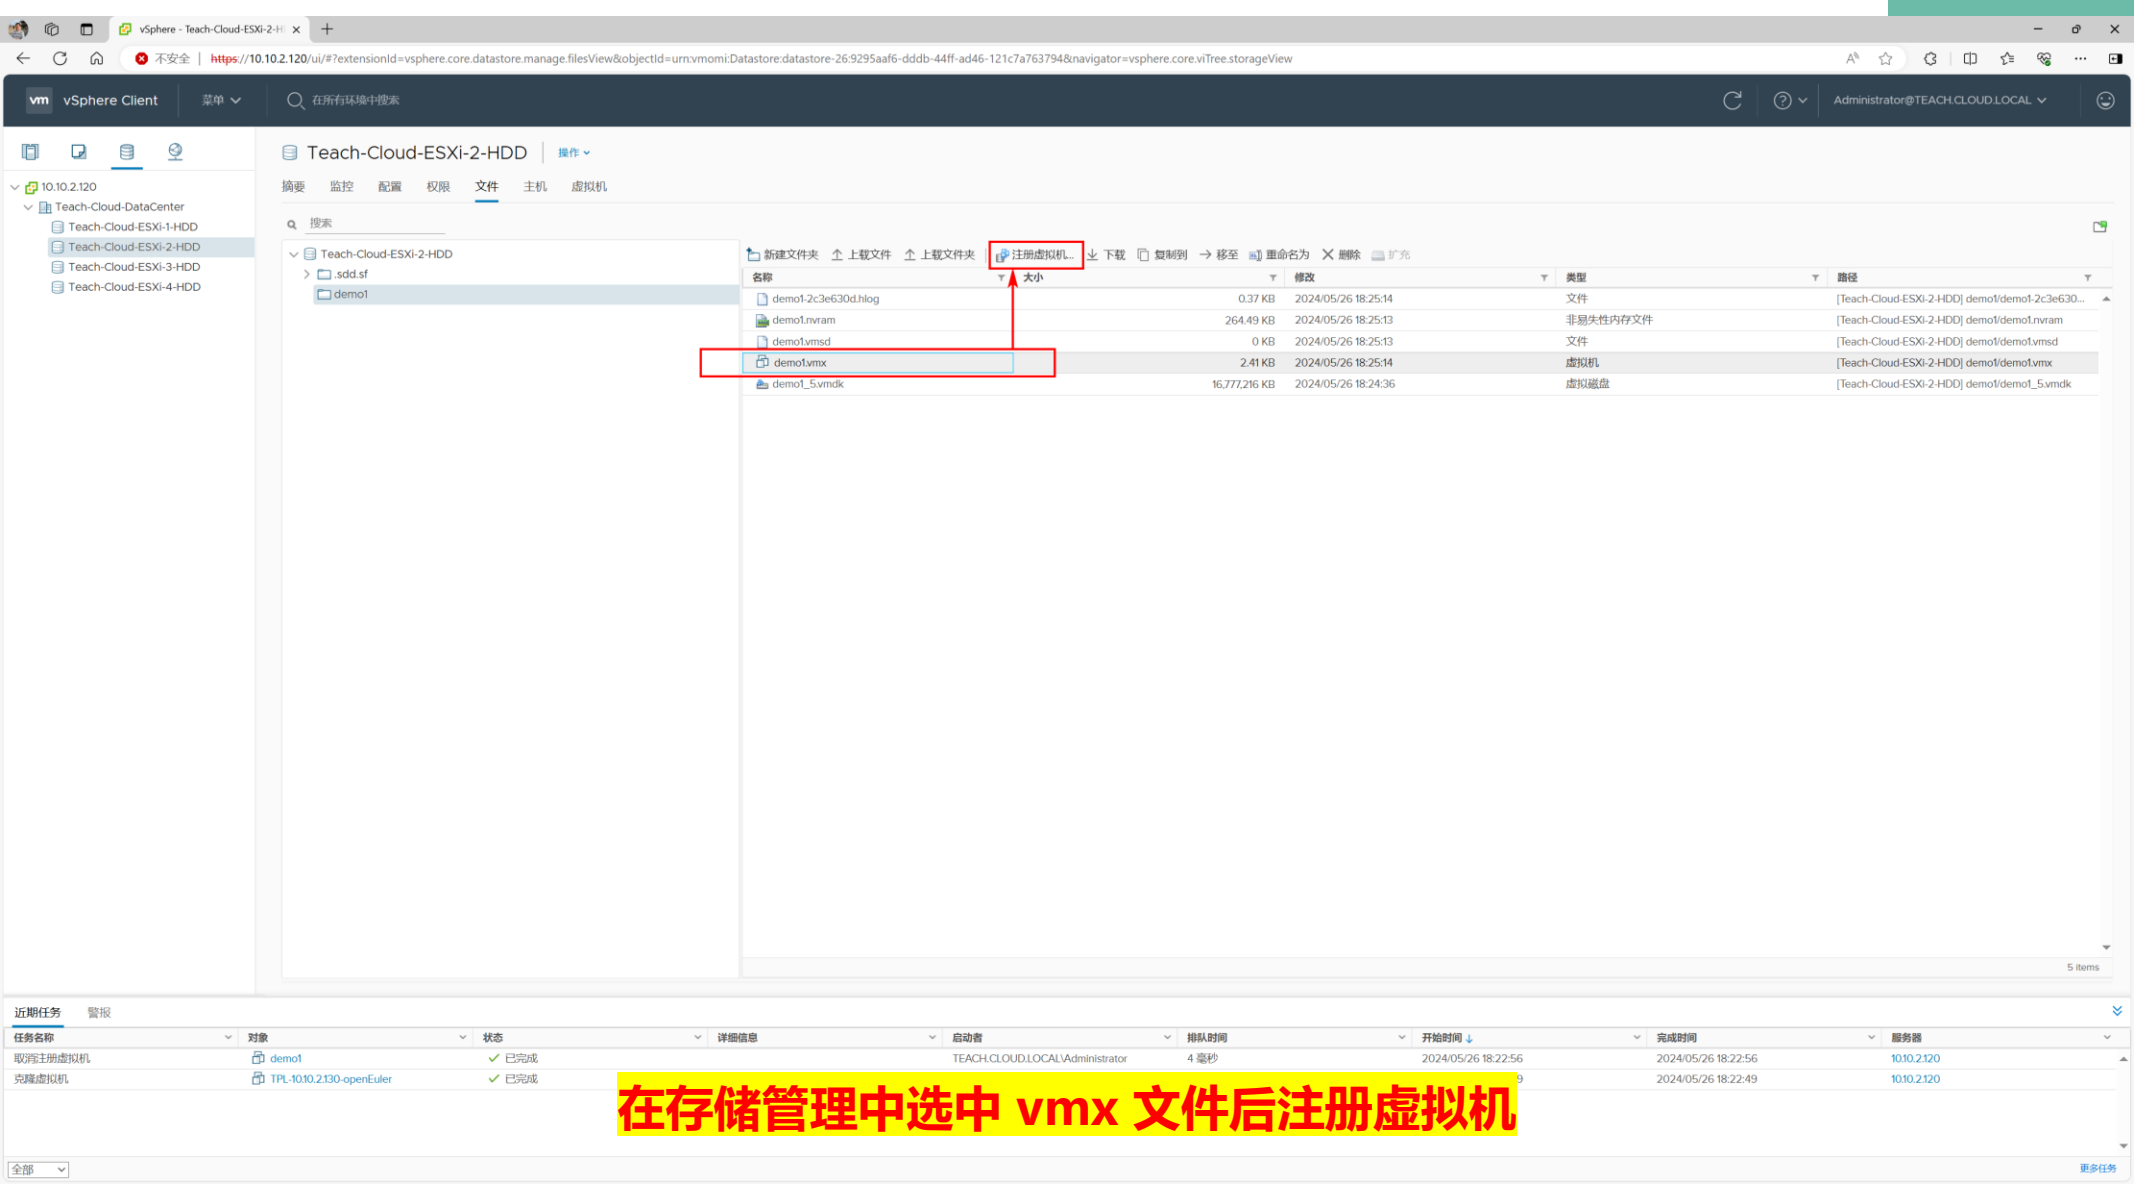 vSphere - Teach-Cloud-ESXi-2-H
不安全 https://10.10.2.120/ui/#?extensionId=vsphere.core.datastore.manage.filesView&objectId=urn:vmomi:Datastore:datastore-26:9295aaf6-dddb-44ff-ad46-121c7a763794&navigator=vsphere.core.viTree.storageView
vm vSphere Client 菜单 在所有环境中搜索 Administrator@TEACH.CLOUD.LOCAL
Teach-Cloud-ESXi-2-HDD 操作
摘要 监控 配置 权限 文件 主机 虚拟机
10.10.2.120
Teach-Cloud-DataCenter
Teach-Cloud-ESXi-1-HDD
Teach-Cloud-ESXi-2-HDD
Teach-Cloud-ESXi-3-HDD
Teach-Cloud-ESXi-4-HDD
搜索
Teach-Cloud-ESXi-2-HDD
.sdd.sf
demo1
新建文件夹 上载文件 上载文件夹 注册虚拟机... 下载 复制到 移至 重命名为 删除 扩充
名称 大小 修改 类型 路径
demo1-2c3e630d.hlog 0.37 KB 2024/05/26 18:25:14 文件 [Teach-Cloud-ESXi-2-HDD] demo1/demo1-2c3e630...
demo1.nvram 264.49 KB 2024/05/26 18:25:13 非易失性内存文件 [Teach-Cloud-ESXi-2-HDD] demo1/demo1.nvram
demo1.vmsd 0 KB 2024/05/26 18:25:13 文件 [Teach-Cloud-ESXi-2-HDD] demo1/demo1.vmsd
demo1.vmx 2.41 KB 2024/05/26 18:25:14 虚拟机 [Teach-Cloud-ESXi-2-HDD] demo1/demo1.vmx
demo1_5.vmdk 16,777,216 KB 2024/05/26 18:24:36 虚拟磁盘 [Teach-Cloud-ESXi-2-HDD] demo1/demo1_5.vmdk
5 items
近期任务 警报
任务名称 对象 状态 详细信息 启动者 排队时间 开始时间 完成时间 服务器
取消注册虚拟机 demo1 已完成 TEACH.CLOUD.LOCAL\Administrator 4 毫秒 2024/05/26 18:22:56 2024/05/26 18:22:56 10.10.2.120
克隆虚拟机 TPL-10.10.2.130-openEuler 已完成 9 2024/05/26 18:22:49 10.10.2.120
在存储管理中选中 vmx 文件后注册虚拟机
全部 更多任务